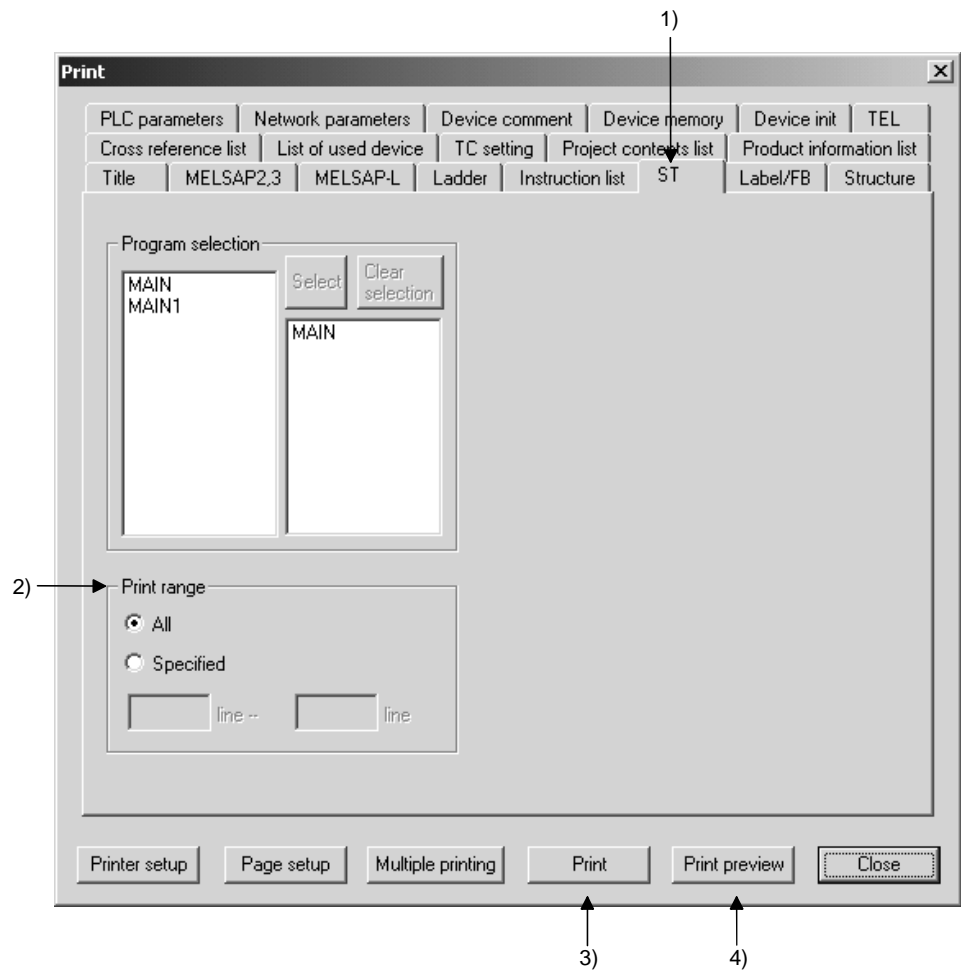 1)
Print
PLC parameters Network parameters Device comment Device memory Device init TEL
Cross reference list List of used device TC setting Project contents list Product information list
Title MELSAP2,3 MELSAP-L Ladder Instruction list ST Label/FB Structure
Program selection
MAIN
MAIN1
Select
Clear
selection
MAIN
2)
Print range
All
Specified
line -- line
Printer setup Page setup Multiple printing Print Print preview Close
3) 4)